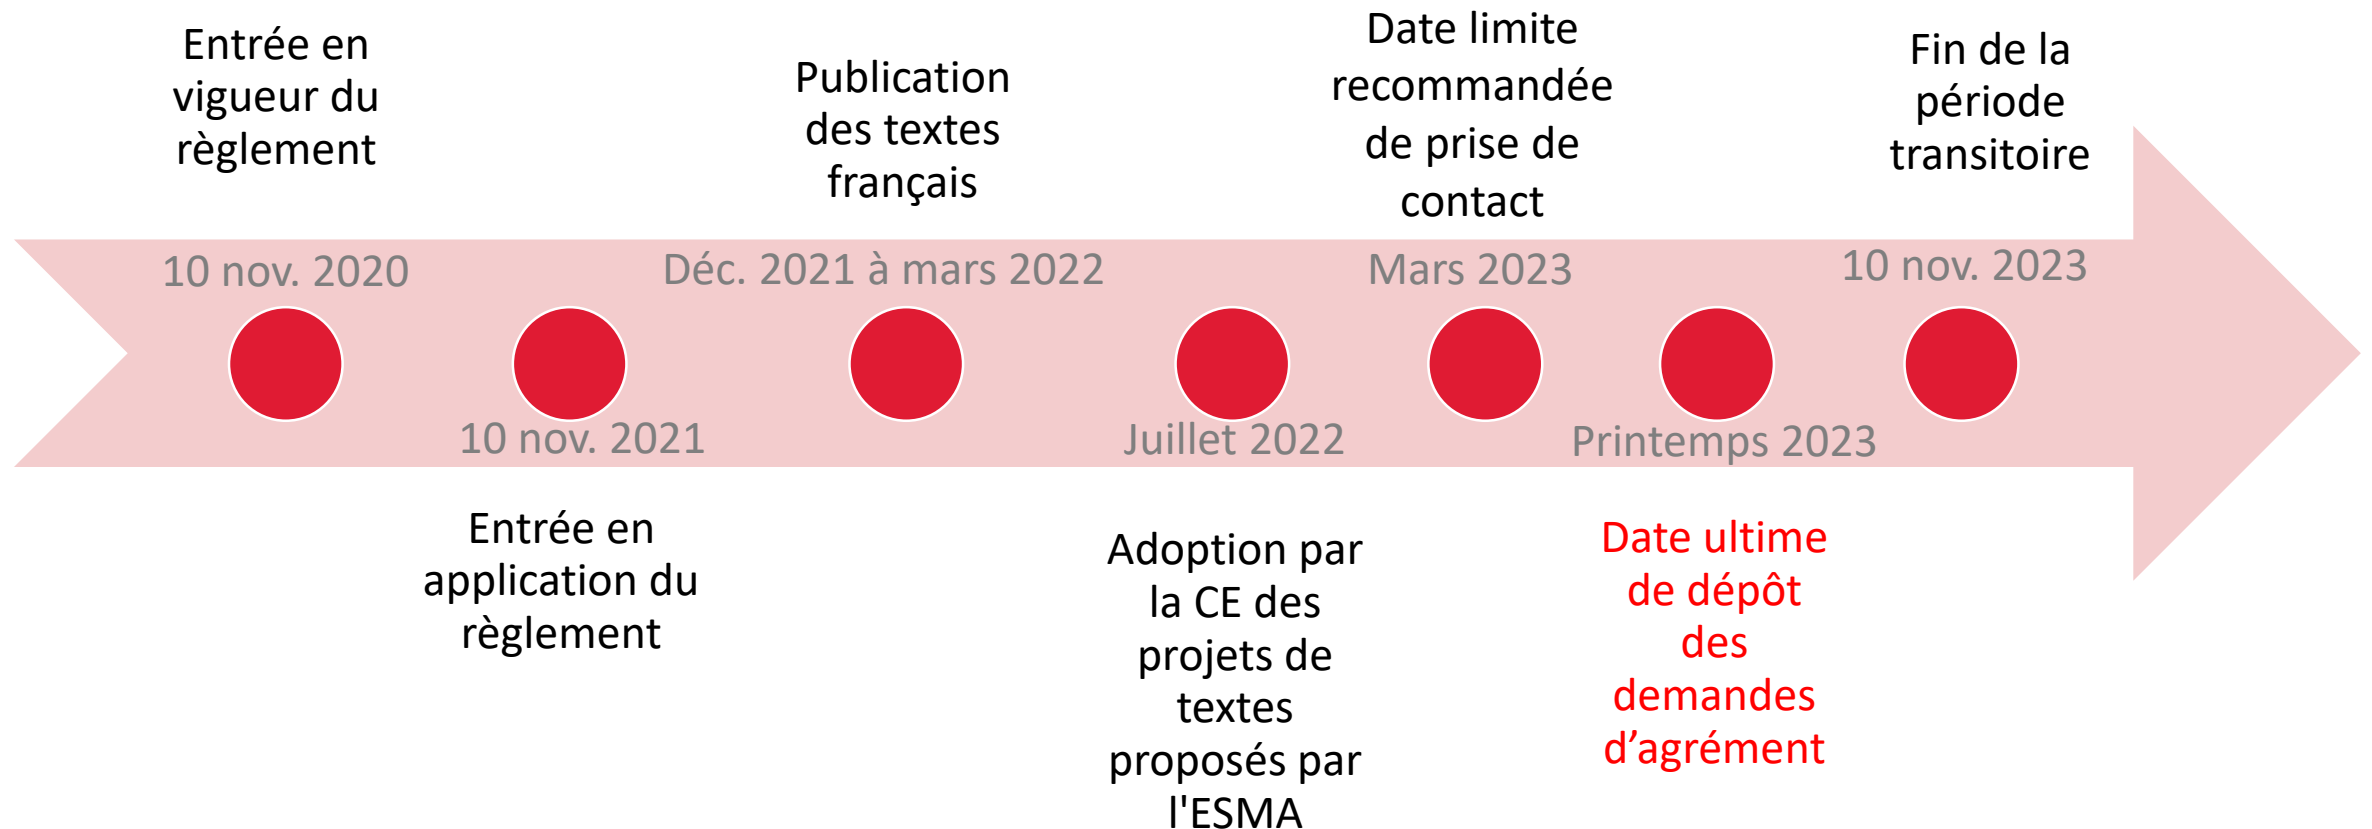 Entrée en
vigueur du
règlement
10 nov. 2020
10 nov. 2021
Entrée en
application du
règlement
Publication
des textes
français
Déc. 2021 à mars 2022
Juillet 2022
Adoption par
la CE des
projets de
textes
proposés par
l'ESMA
Date limite
recommandée
de prise de
contact
Mars 2023
Printemps 2023
Date ultime
de dépôt
des
demandes
d’agrément
Fin de la
période
transitoire
10 nov. 2023